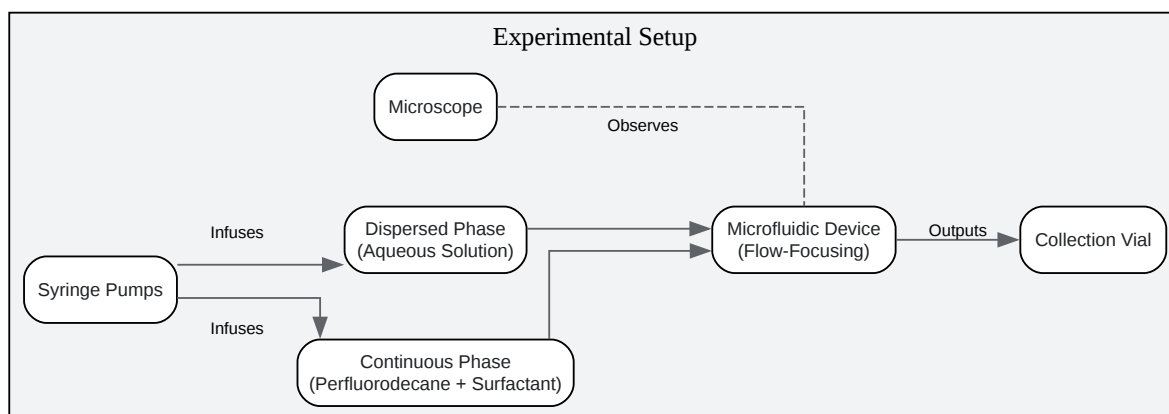 Experimental Setup
Microscope
Observes
Infuses
Dispersed Phase
(Aqueous Solution)
Microfluidic Device
(Flow-Focusing)
Outputs
Collection Vial
Syringe Pumps
Infuses
Continuous Phase
(Perfluorodecane + Surfactant)